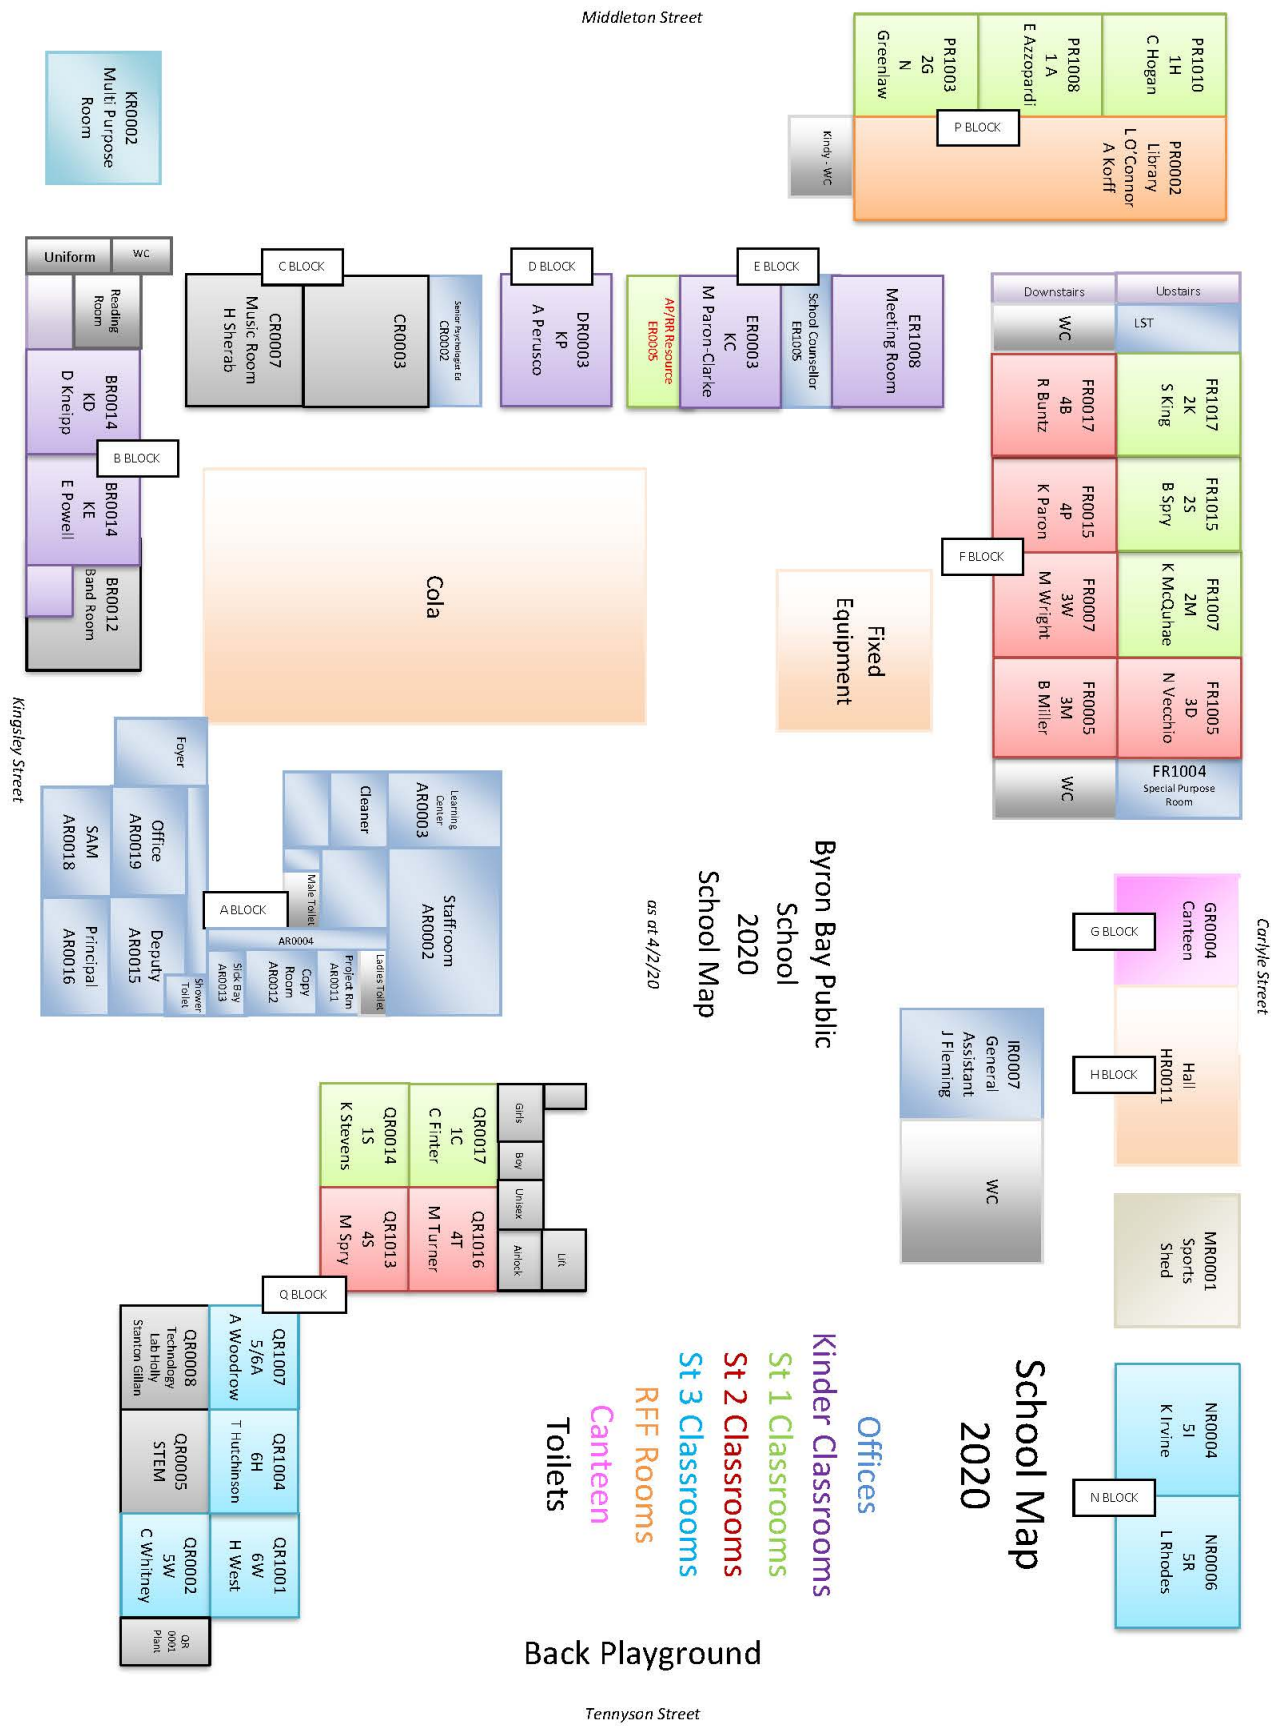 Middleton Street
KR0002
Multi Purpose
Room
PR1003
2G
N
Greenlaw
PR1008
1 A
E Azzopardi
PR1010
1H
C Hogan
P BLOCK
Kindy - WC
PR0002
Library
L O'Connor
A Korff
Uniform
WC
Reading
Room
BR0014
KD
D Kneipp
B BLOCK
BR0014
KE
E Powell
BR0012
Band Room
C BLOCK
CR0007
Music Room
H Sherab
CR0003
Senior Psychologist Ed
CR0002
D BLOCK
DR0003
KP
A Perusco
E BLOCK
AP/RR Resource
ER0005
ER0003
KC
M Paron-Clarke
School Counsellor
ER1005
ER1008
Meeting Room
Downstairs
Upstairs
WC
LST
FR0017
4B
R Buntz
FR1017
2K
S King
FR0015
4P
K Paron
FR1015
2S
B Spry
F BLOCK
FR0007
3W
M Wright
FR1007
2M
K McQuhae
FR0005
3M
B Miller
FR1005
3D
N Vecchio
WC
FR1004
Special Purpose
Room
Cola
Fixed
Equipment
Kingsley Street
Foyer
SAM
AR0018
Office
AR0019
Principal
AR0016
Deputy
AR0015
A BLOCK
Cleaner
Learning
Center
AR0003
Male Toilet
Staffroom
AR0002
AR0004
Shower
Toilet
Sick Bay
AR0013
Copy
Room
AR0012
Project Rm
AR0011
Ladies Toilet
Byron Bay Public
School
2020
School Map
as at 4/2/20
Carlyle Street
G BLOCK
GR0004
Canteen
H BLOCK
Hall
HR0011
IR0007
General
Assistant
J Fleming
WC
MR0001
Sports
Shed
QR0014
1S
K Stevens
QR0017
1C
C Finter
QR1013
4S
M Spry
QR1016
4T
M Turner
Girls
Boy
Unisex
Airlock
Lift
Q BLOCK
QR0008
Technology
Lab Holly
Stanton Gillan
QR1007
5/6A
A Woodrow
QR0005
STEM
QR1004
6H
T Hutchinson
QR0002
5W
C Whitney
QR1001
6W
H West
QR
0001
Plant
School Map
2020
Offices
Kinder Classrooms
St 1 Classrooms
St 2 Classrooms
St 3 Classrooms
RFF Rooms
Canteen
Toilets
NR0004
5I
K Irvine
N BLOCK
NR0006
5R
L Rhodes
Back Playground
Tennyson Street